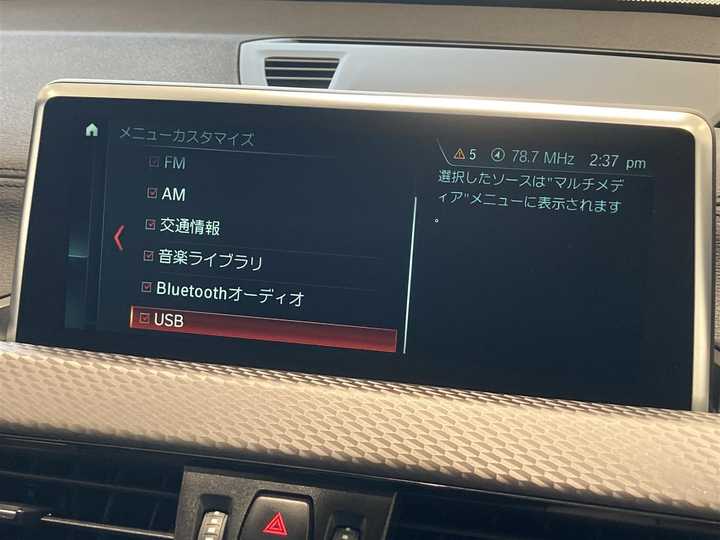 メニューカスタマイズ
FM
AM
交通情報
音楽ライブラリ
Bluetoothオーディオ
USB
5 78.7 MHz 2:37 pm
選択したソースは"マルチメデ
ィア"メニューに表示されます
。